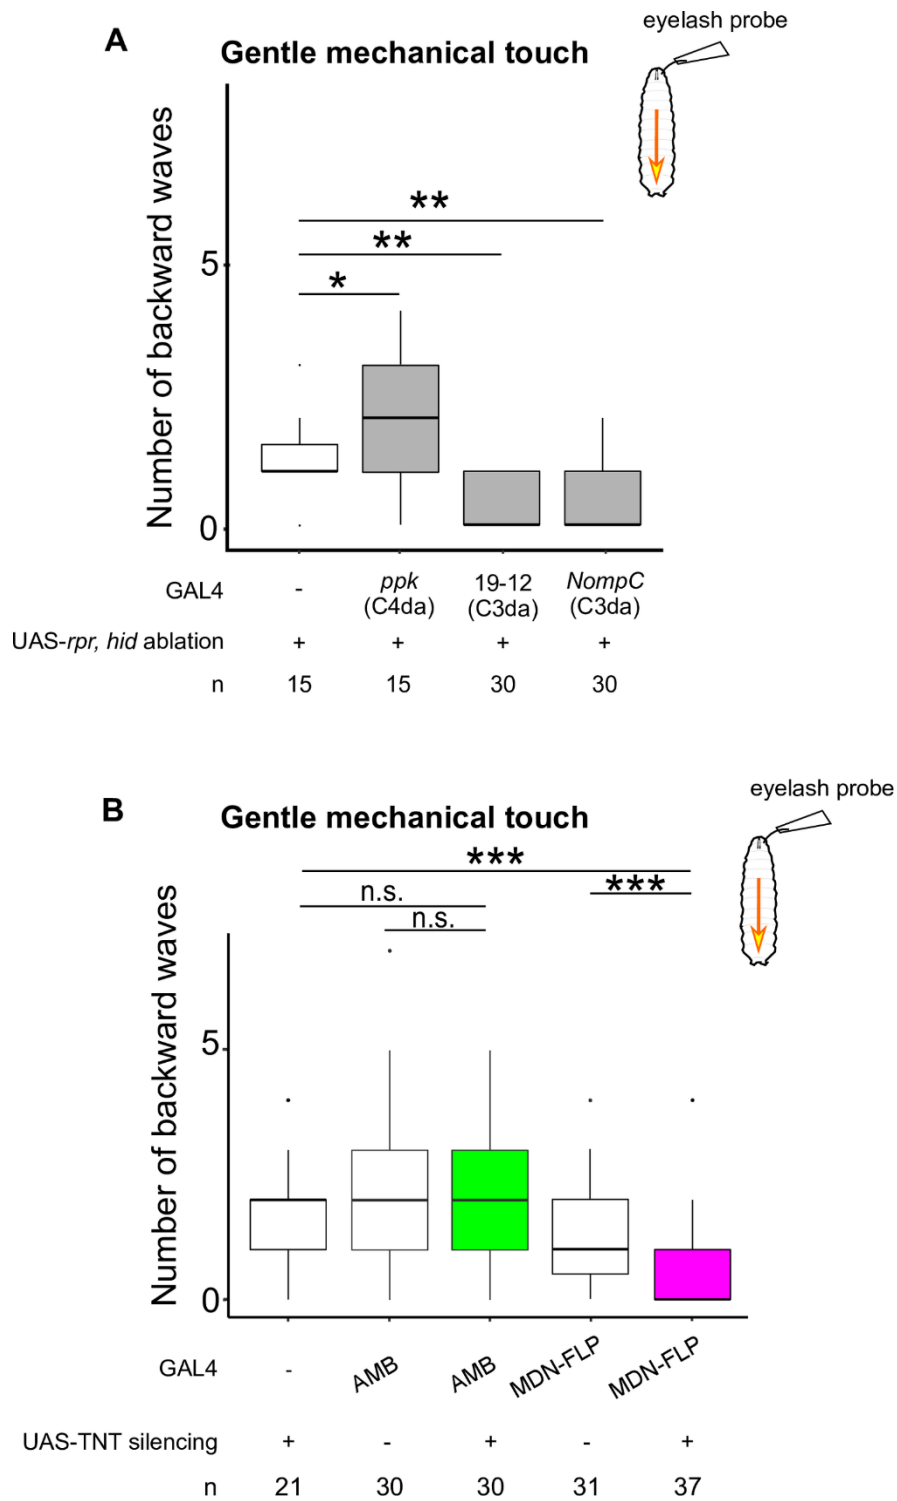 A
eyelash probe
Gentle mechanical touch
Number of backward waves
5
0
**
**
*
GAL4 - ppk 19-12 NompC
(C4da) (C3da) (C3da)
UAS-rpr, hid ablation + + + +
n 15 15 30 30
B
eyelash probe
Gentle mechanical touch
***
***
n.s.
n.s.
Number of backward waves
5
0
GAL4 - AMB AMB MDN-FLP MDN-FLP
UAS-TNT silencing + - + - +
n 21 30 30 31 37